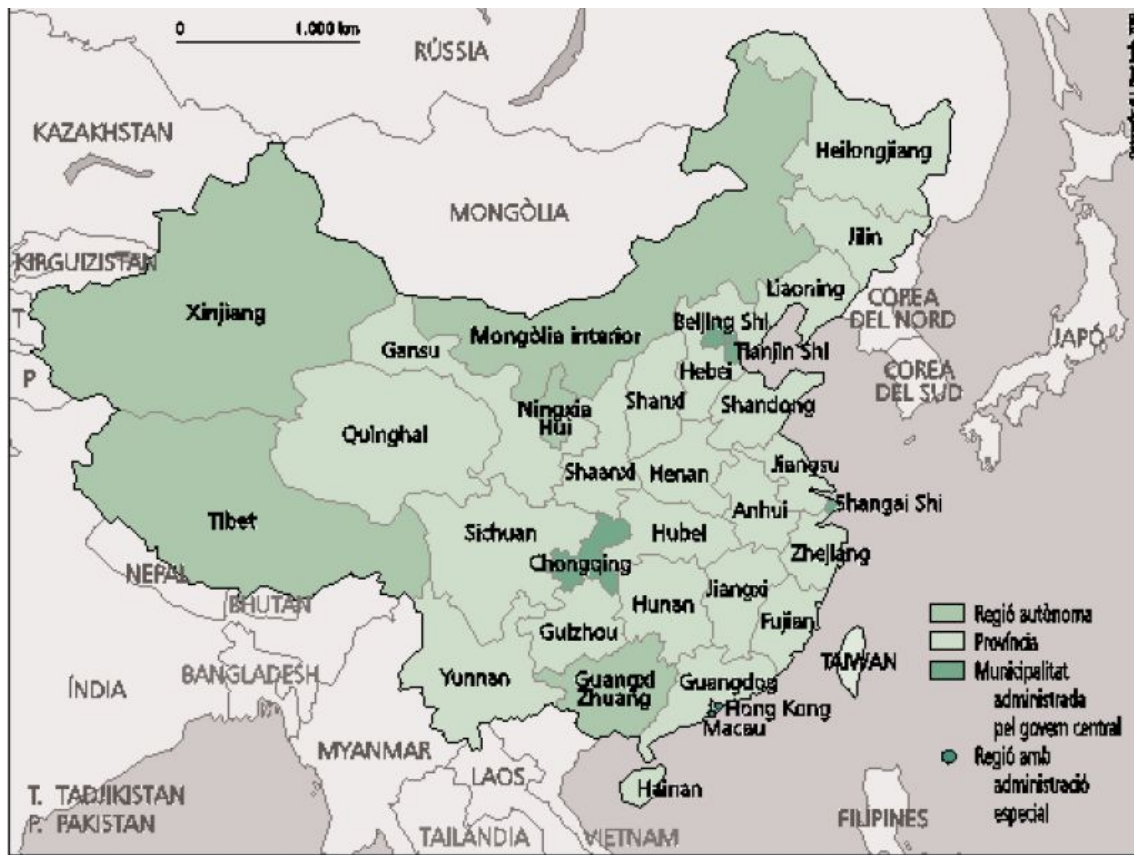 0 1.000 km
RÚSSIA
KAZAKHSTAN
Heilongjiang
MONGÒLIA
Jilin
KIRGUIZISTAN
Liaoning
COREA
DEL NORD
T
Xinjiang
Beijing Shi
Mongòlia interior
JAPÓ
Gansu
Tianjin Shi
Hebei
P
COREA
DEL SUD
Shanxi
Ningxia
Hui
Shandong
Quinghai
Shaanxi
Henan
Jiangsu
Anhui
Shangai Shi
Tibet
Sichuan
Hubei
Zhejiang
Chongqing
NEPAL
Jiangxi
BHUTAN
Hunan
Fujian
Guizhou
BANGLADESH
TAIWAN
ÍNDIA
Yunnan
Guangxi
Zhuang
Guangdog
Hong Kong
Macau
MYANMAR
LAOS
Hainan
T. TADJIKISTAN
P. PAKISTAN
TAILÀNDIA
VIETNAM
FILIPINES
Regió autònoma
Província
Municipalitat
administrada
pel govern central
Regió amb
administració
especial